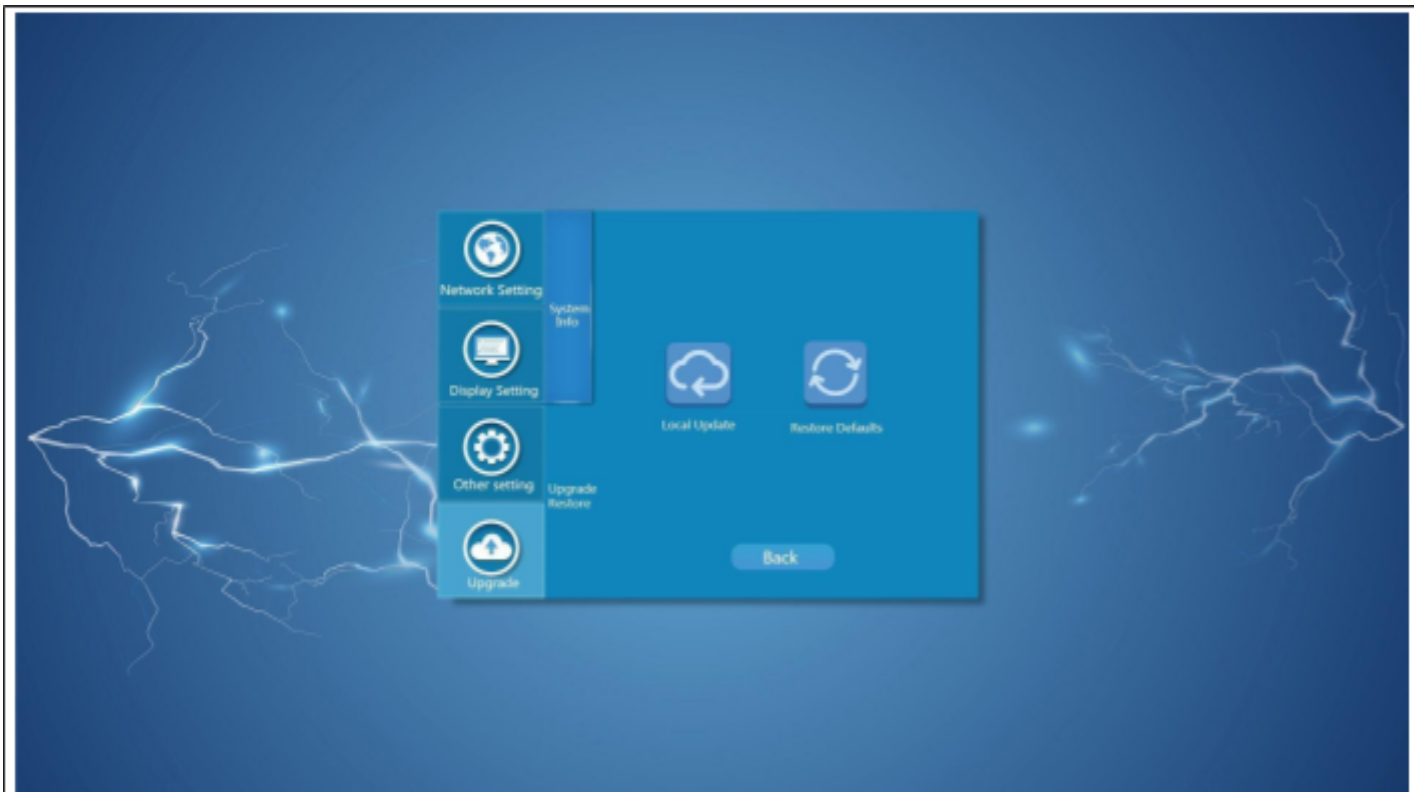 Network Setting
Display Setting
Other setting
Upgrade
System
Info
Upgrade
Restore
Local Update
Restore Defaults
Back